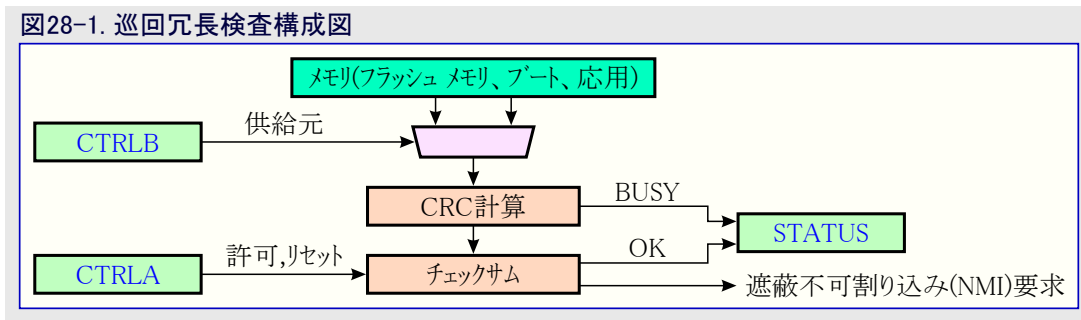 図28-1. 巡回冗長検査構成図
メモリ(フラッシュ メモリ、ブート、応用)
CTRLB
供給元
CRC計算
BUSY
STATUS
OK
CTRLA
許可,リセット
チェックサム
遮蔽不可割り込み(NMI)要求